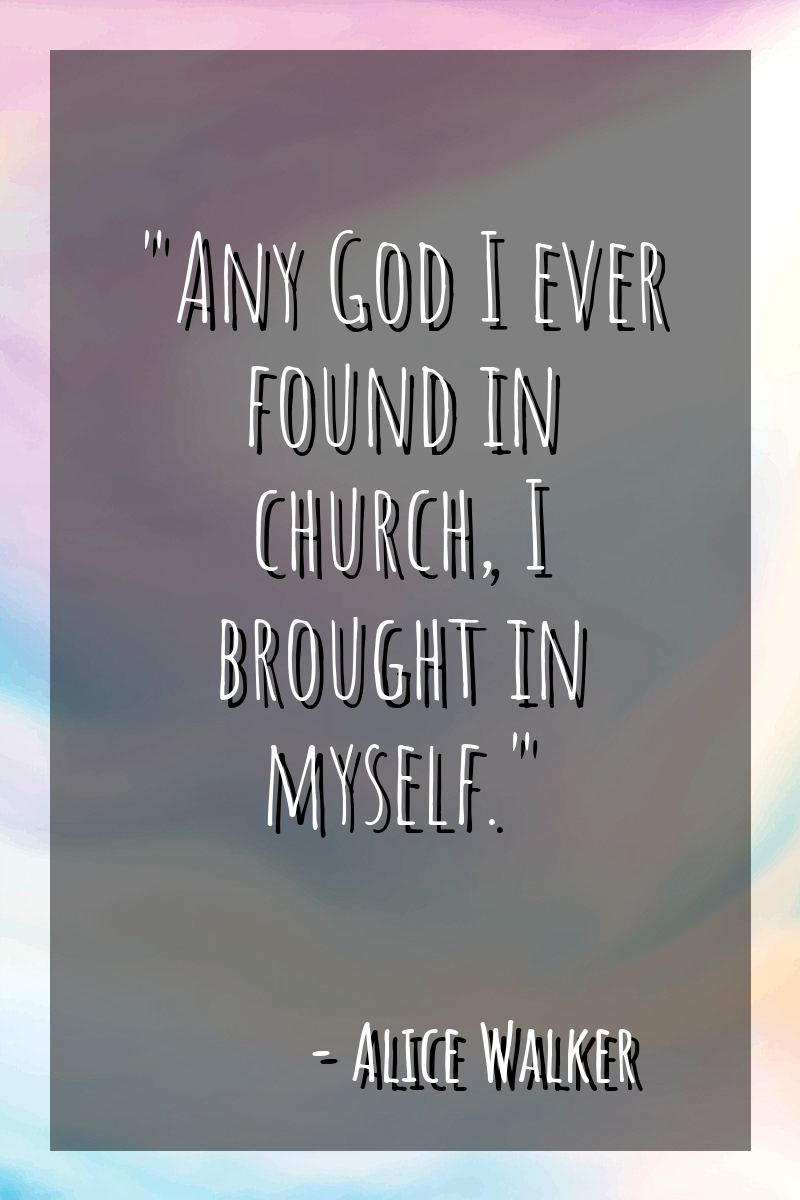 "Any God I ever
found in
church, I
brought in
myself."
- Alice Walker